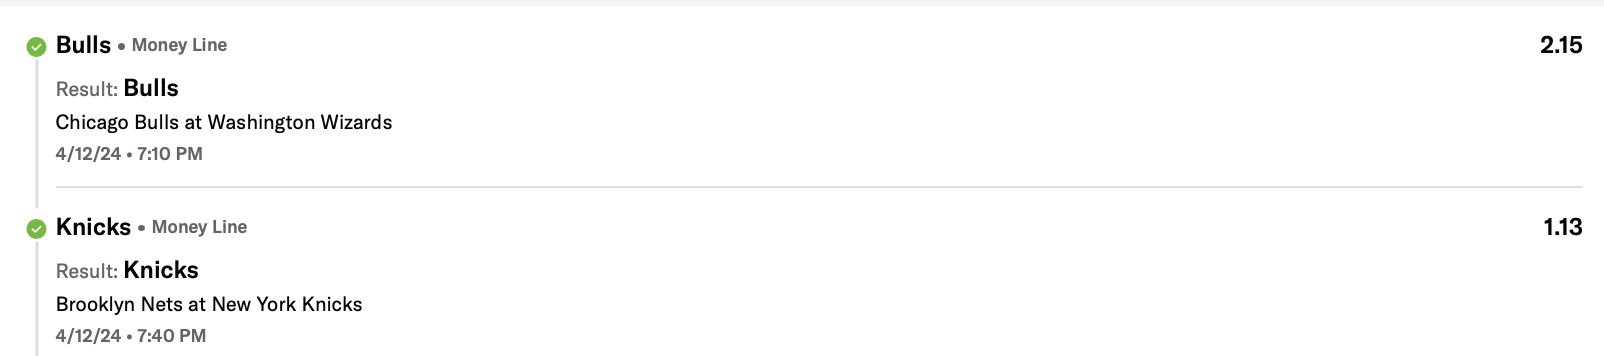 Bulls • Money Line 2.15
Result: Bulls
Chicago Bulls at Washington Wizards
4/12/24 • 7:10 PM
Knicks • Money Line 1.13
Result: Knicks
Brooklyn Nets at New York Knicks
4/12/24 • 7:40 PM